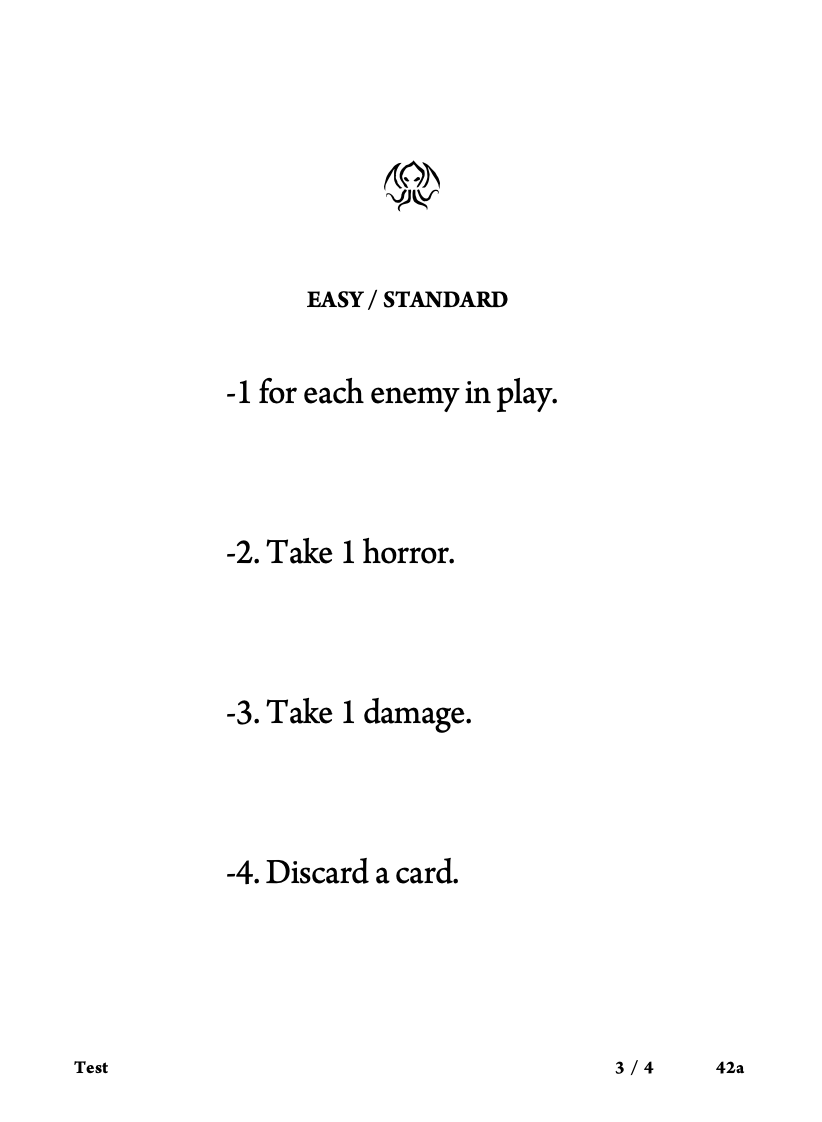 EASY / STANDARD
-1 for each enemy in play.
-2. Take 1 horror.
-3. Take 1 damage.
-4. Discard a card.
Test 3 / 4 42a